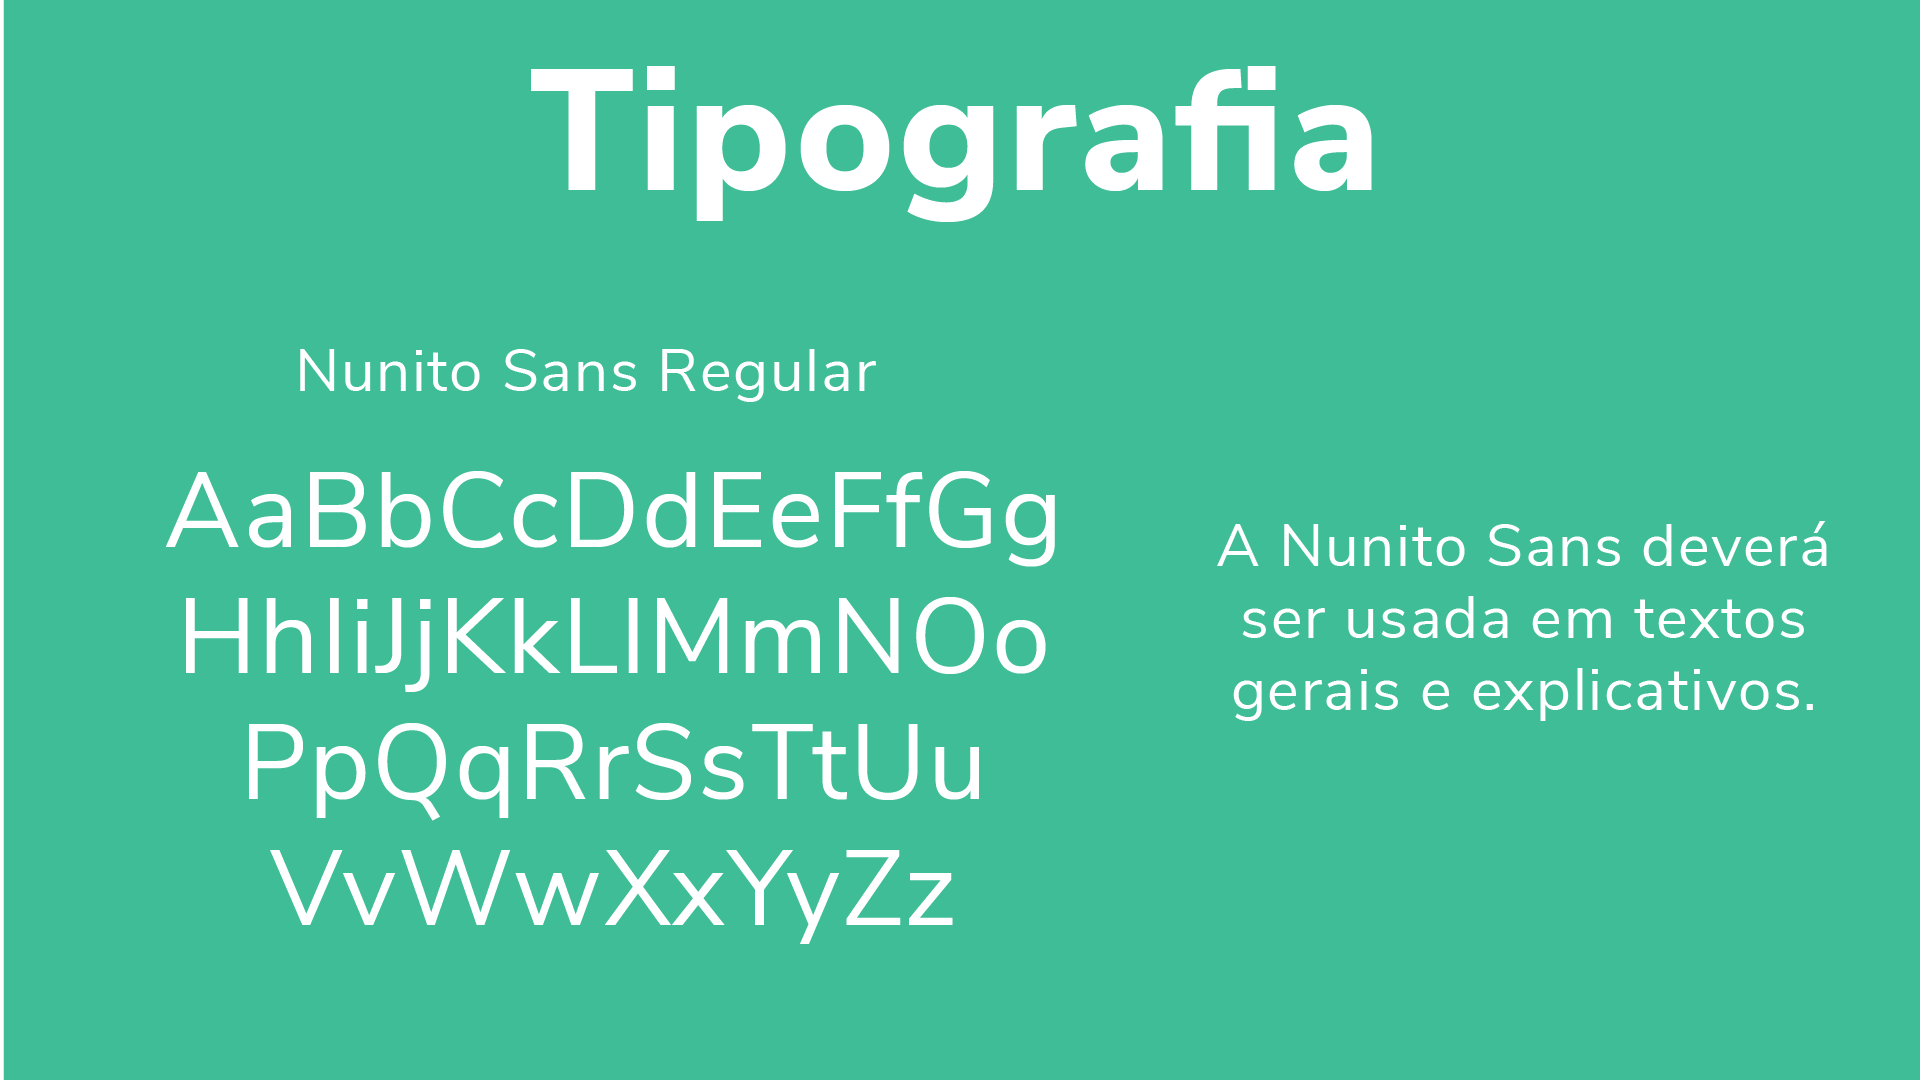 Tipografia
Nunito Sans Regular
AaBbCcDdEeFfGg
HhIiJjKkLlMmNOo
PpQqRrSsTtUu
VvWwXxYyZz
A Nunito Sans deverá
ser usada em textos
gerais e explicativos.